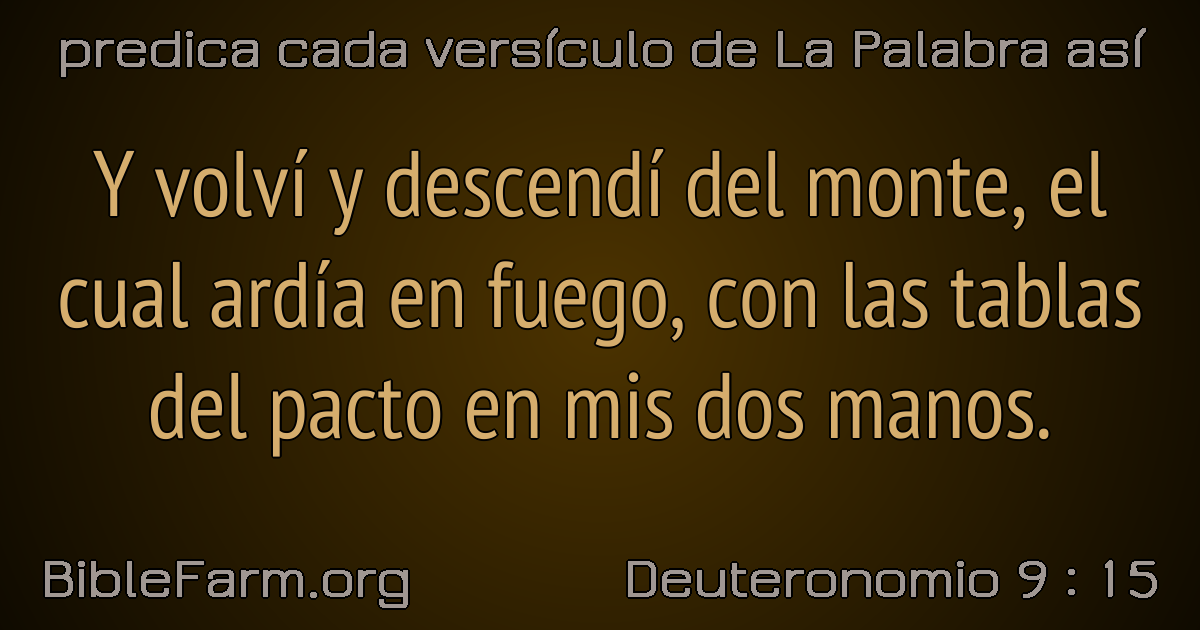 predica cada versículo de La Palabra así
Y volví y descendí del monte, el
cual ardía en fuego, con las tablas
del pacto en mis dos manos.
BibleFarm.org
Deuteronomio 9 : 15